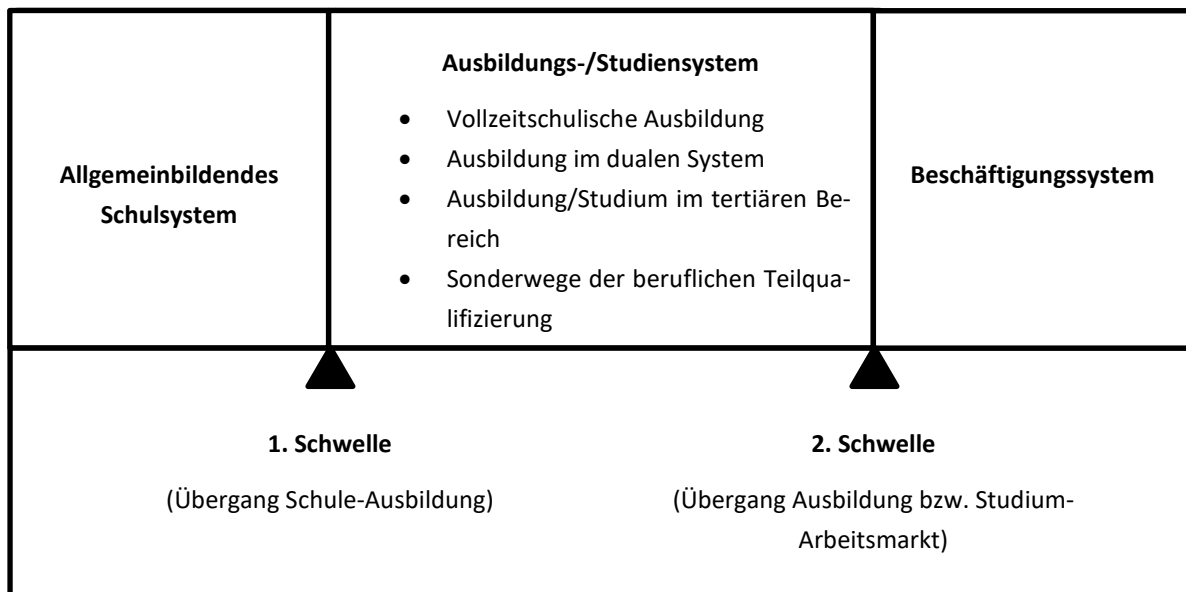 Allgemeinbildendes
Schulsystem
Ausbildungs-/Studiensystem
• Vollzeitschulische Ausbildung
• Ausbildung im dualen System
• Ausbildung/Studium im tertiären Be-
reich
• Sonderwege der beruflichen Teilqua-
lifizierung
Beschäftigungssystem
1. Schwelle
(Übergang Schule-Ausbildung)
2. Schwelle
(Übergang Ausbildung bzw. Studium-
Arbeitsmarkt)